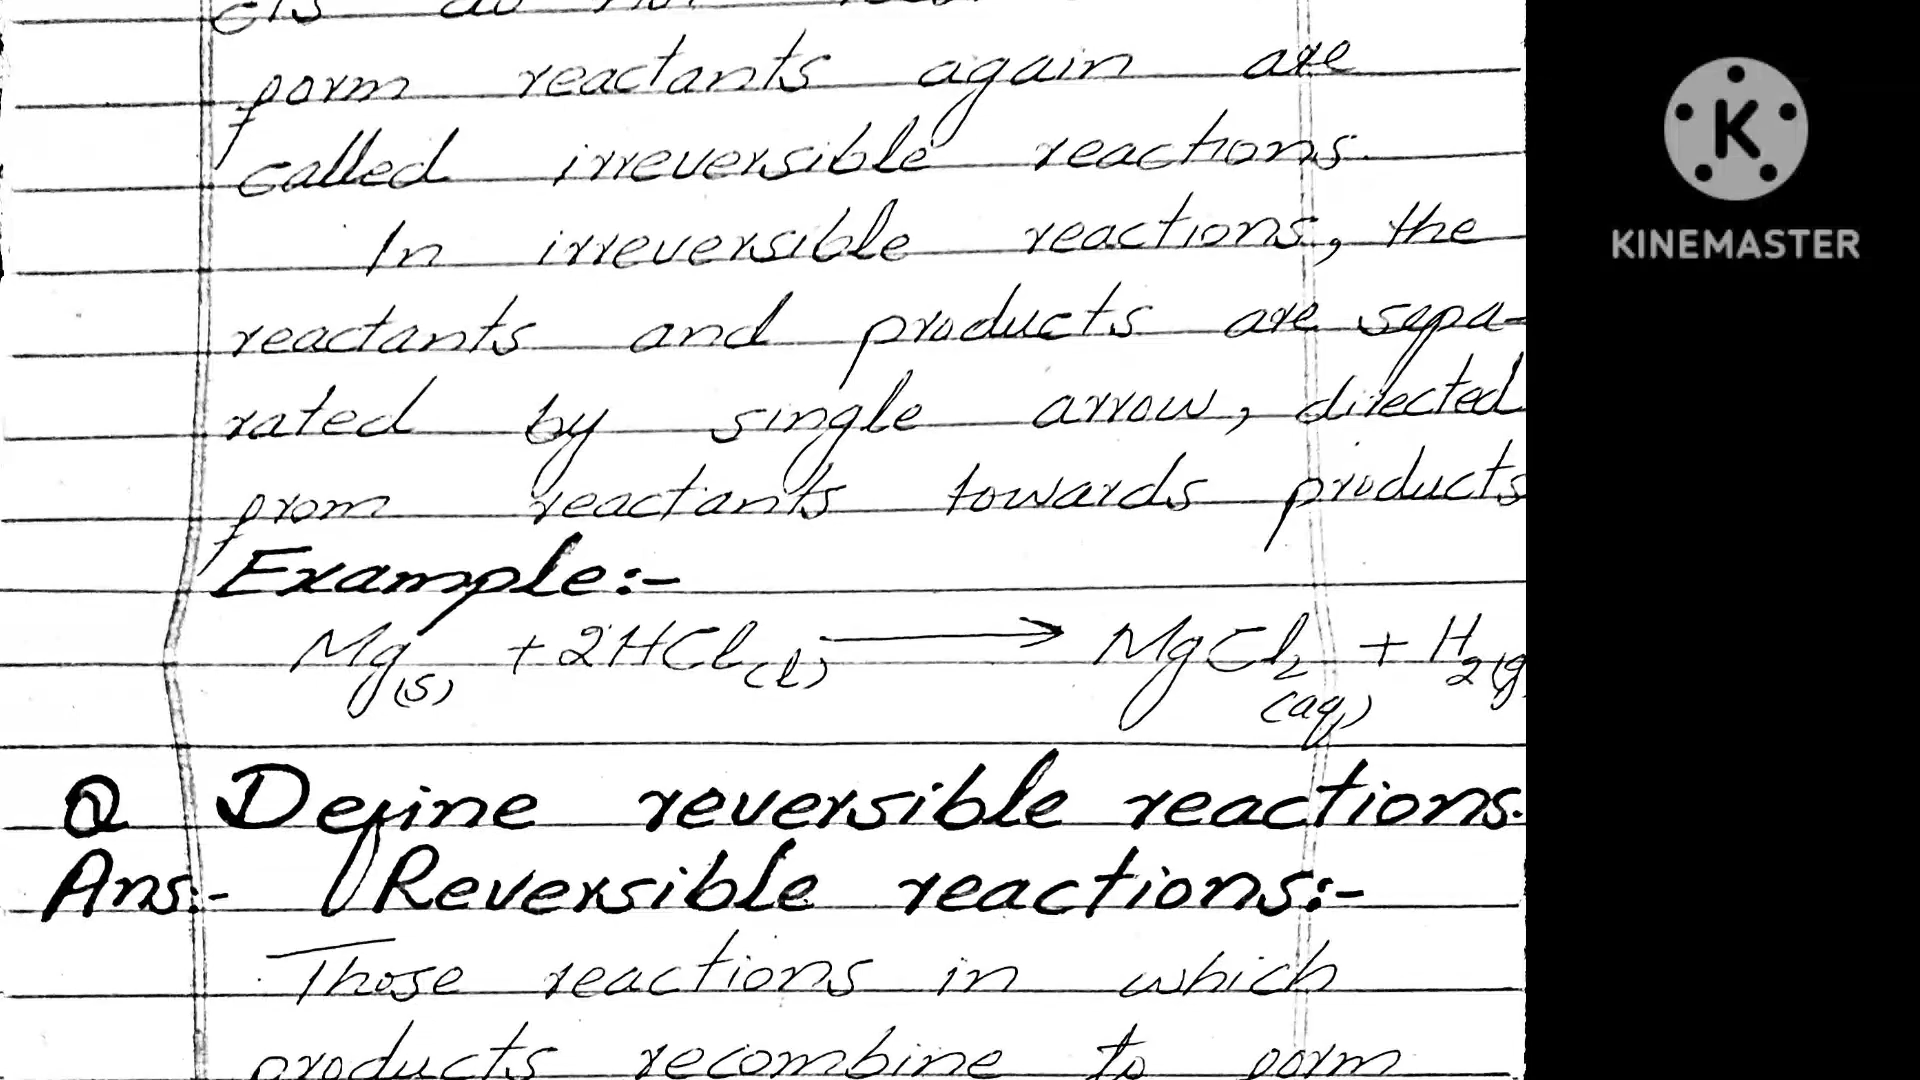 form reactants again are
called irreversible reactions.
In irreversible reactions, the
reactants and products are sepa-
rated by single arrow, directed
from reactants towards products
Example:-
Mg(s) + 2HCl(l) → MgCl2(aq) + H2(g
Q Define reversible reactions.
Ans:- Reversible reactions:-
Those reactions in which
products recombine to form
K
KINEMASTER